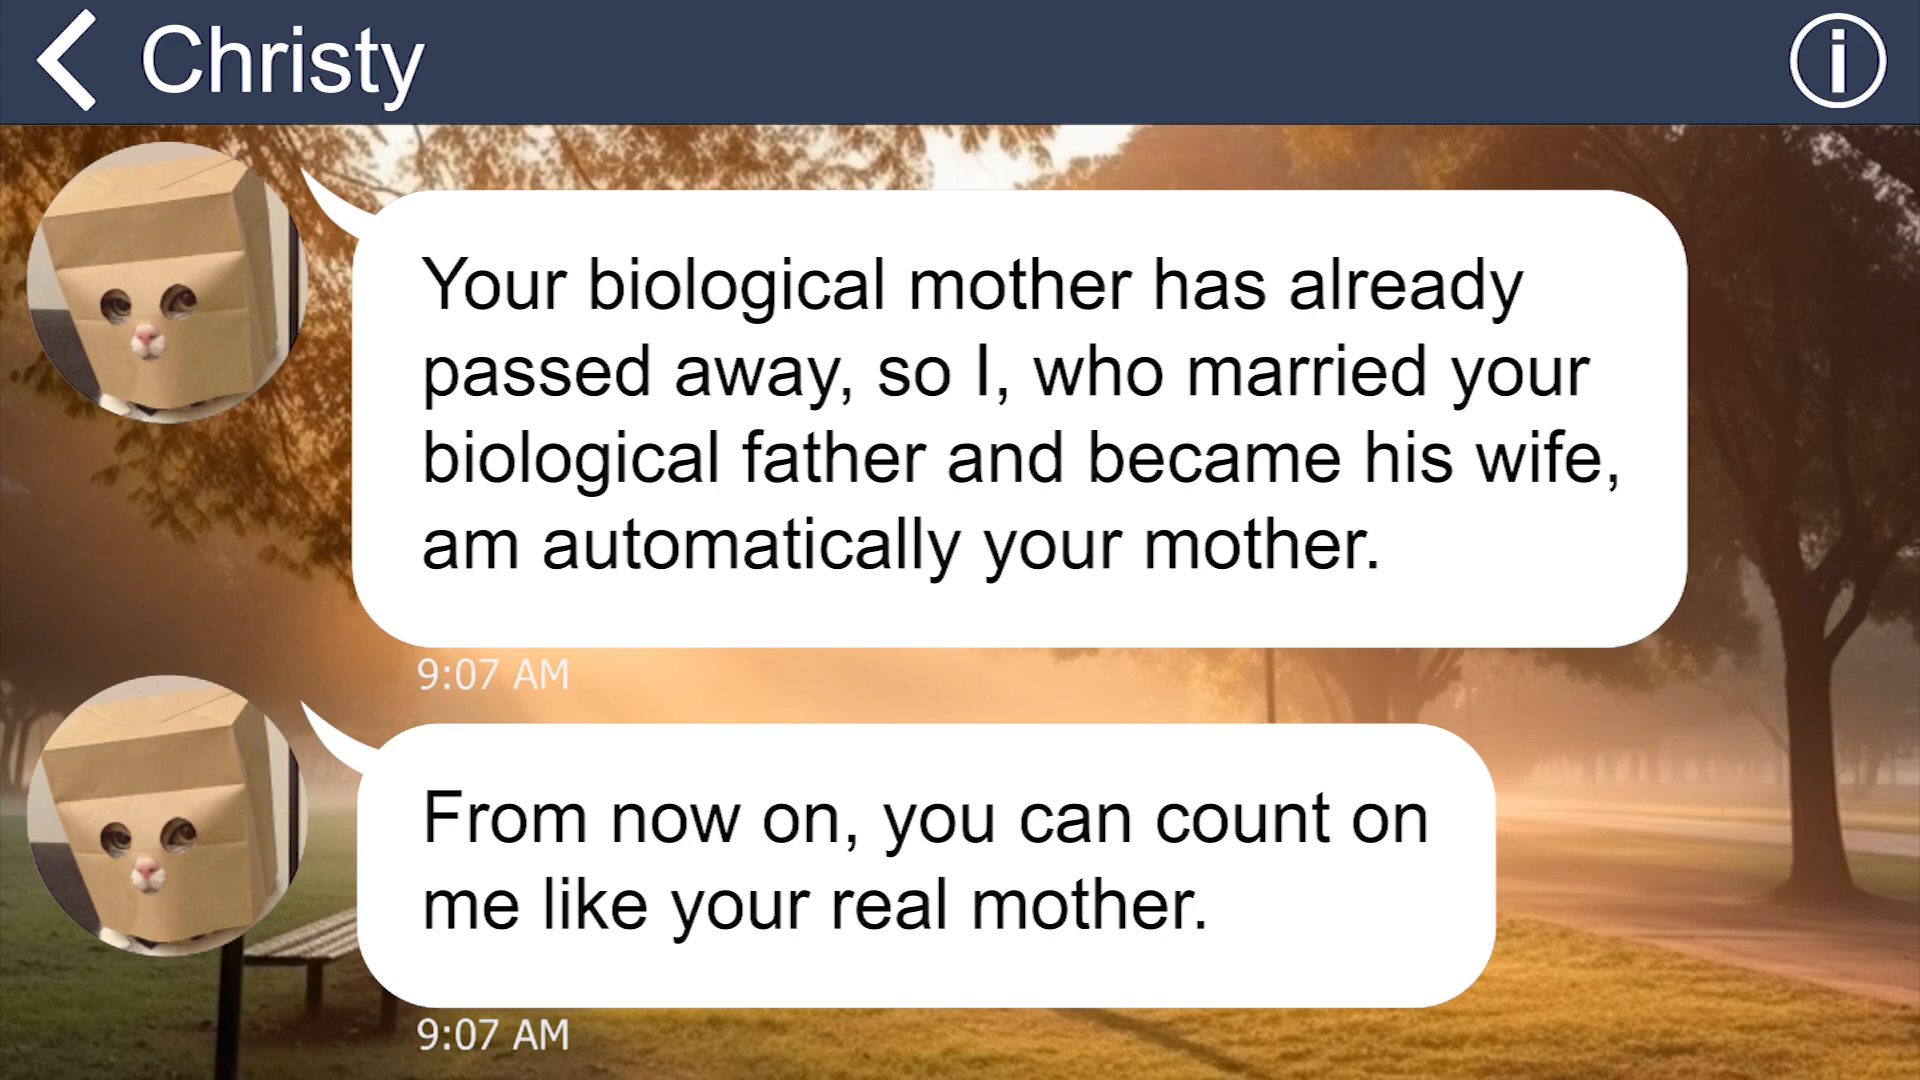 Christy
Your biological mother has already
passed away, so I, who married your
biological father and became his wife,
am automatically your mother.
9:07 AM
From now on, you can count on
me like your real mother.
9:07 AM